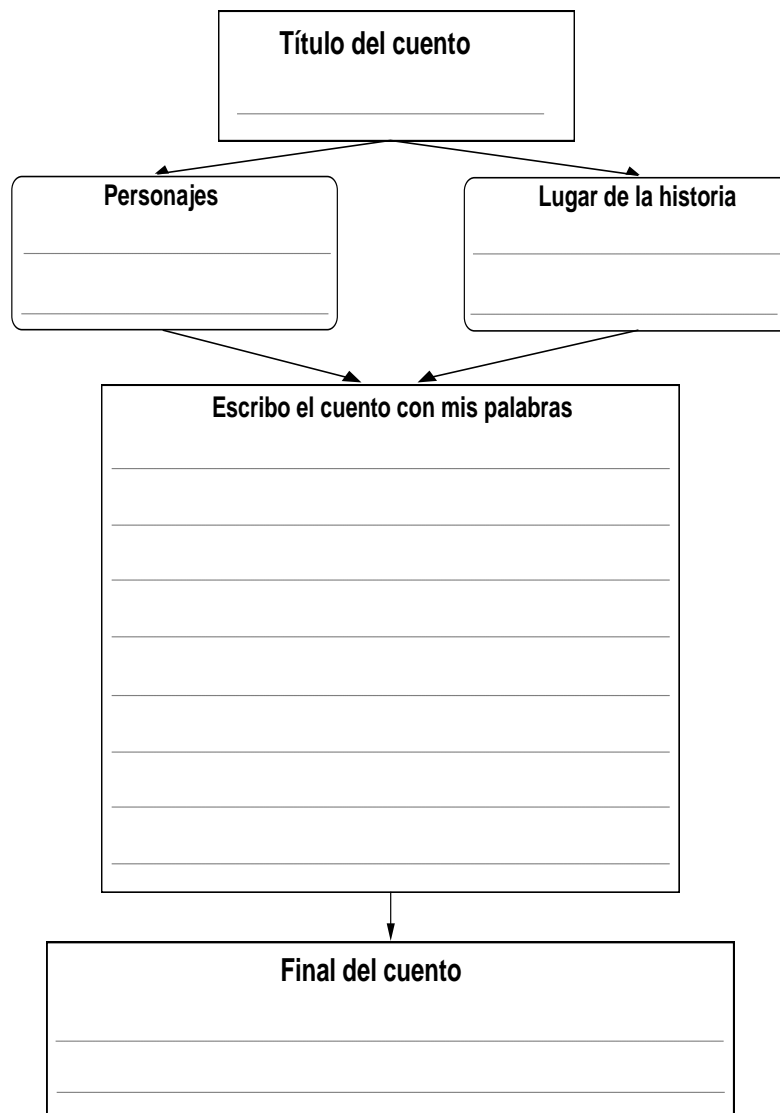 Título del cuento
Personajes
Lugar de la historia
Escribo el cuento con mis palabras
Final del cuento